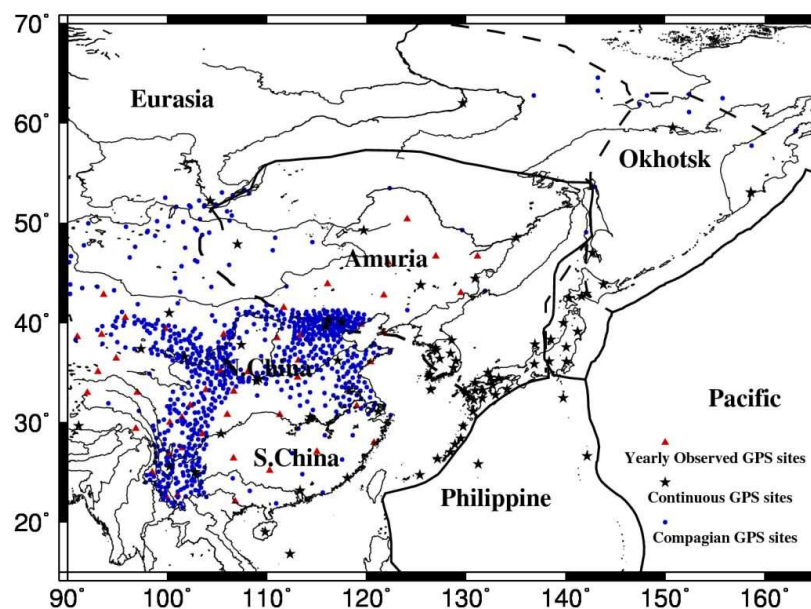 70°
Eurasia
60°
Okhotsk
50°
Amuria
40°
N.China
Pacific
30°
S.China
Yearly Observed GPS sites
Philippine
Continuous GPS sites
20°
Compagian GPS sites
90° 100° 110° 120° 130° 140° 150° 160°